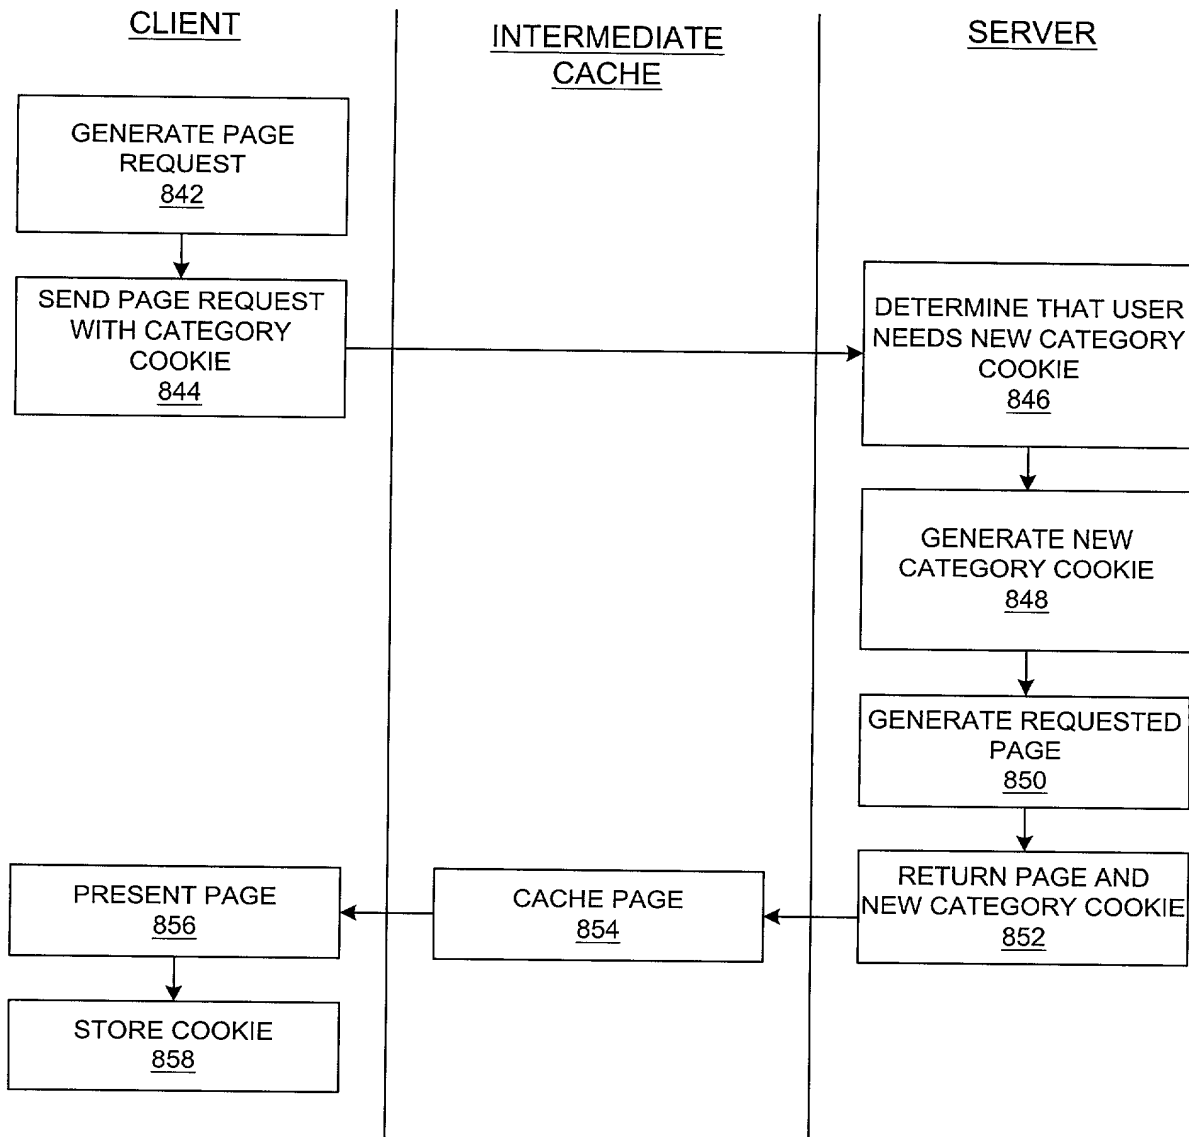 CLIENT
INTERMEDIATE
CACHE
SERVER
GENERATE PAGE
REQUEST
842
SEND PAGE REQUEST
WITH CATEGORY
COOKIE
844
DETERMINE THAT USER
NEEDS NEW CATEGORY
COOKIE
846
GENERATE NEW
CATEGORY COOKIE
848
GENERATE REQUESTED
PAGE
850
RETURN PAGE AND
NEW CATEGORY COOKIE
852
CACHE PAGE
854
PRESENT PAGE
856
STORE COOKIE
858